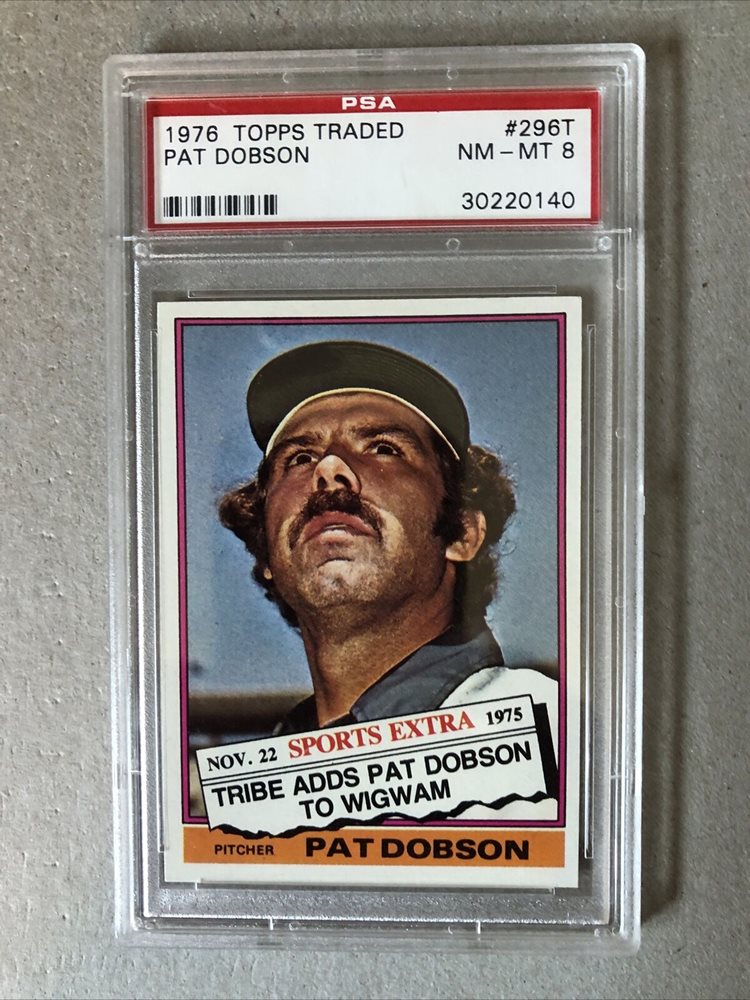 PSA
1976 TOPPS TRADED #296T
PAT DOBSON NM-MT 8
30220140
NOV. 22 SPORTS EXTRA 1975
TRIBE ADDS PAT DOBSON
TO WIGWAM
PITCHER PAT DOBSON